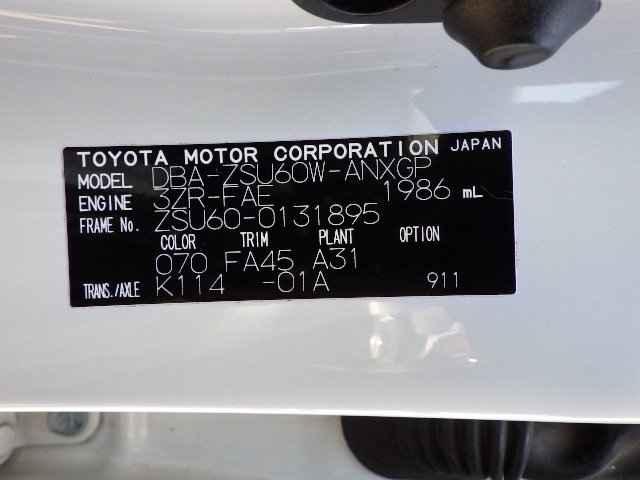 TOYOTA MOTOR CORPORATION JAPAN
MODEL DBA-ZSU60W-ANXGP
ENGINE 3ZR-FAE 1986 mL
FRAME No. ZSU60-0131895
COLOR TRIM PLANT OPTION
070 FA45 A31
TRANS./AXLE K114 -01A 911